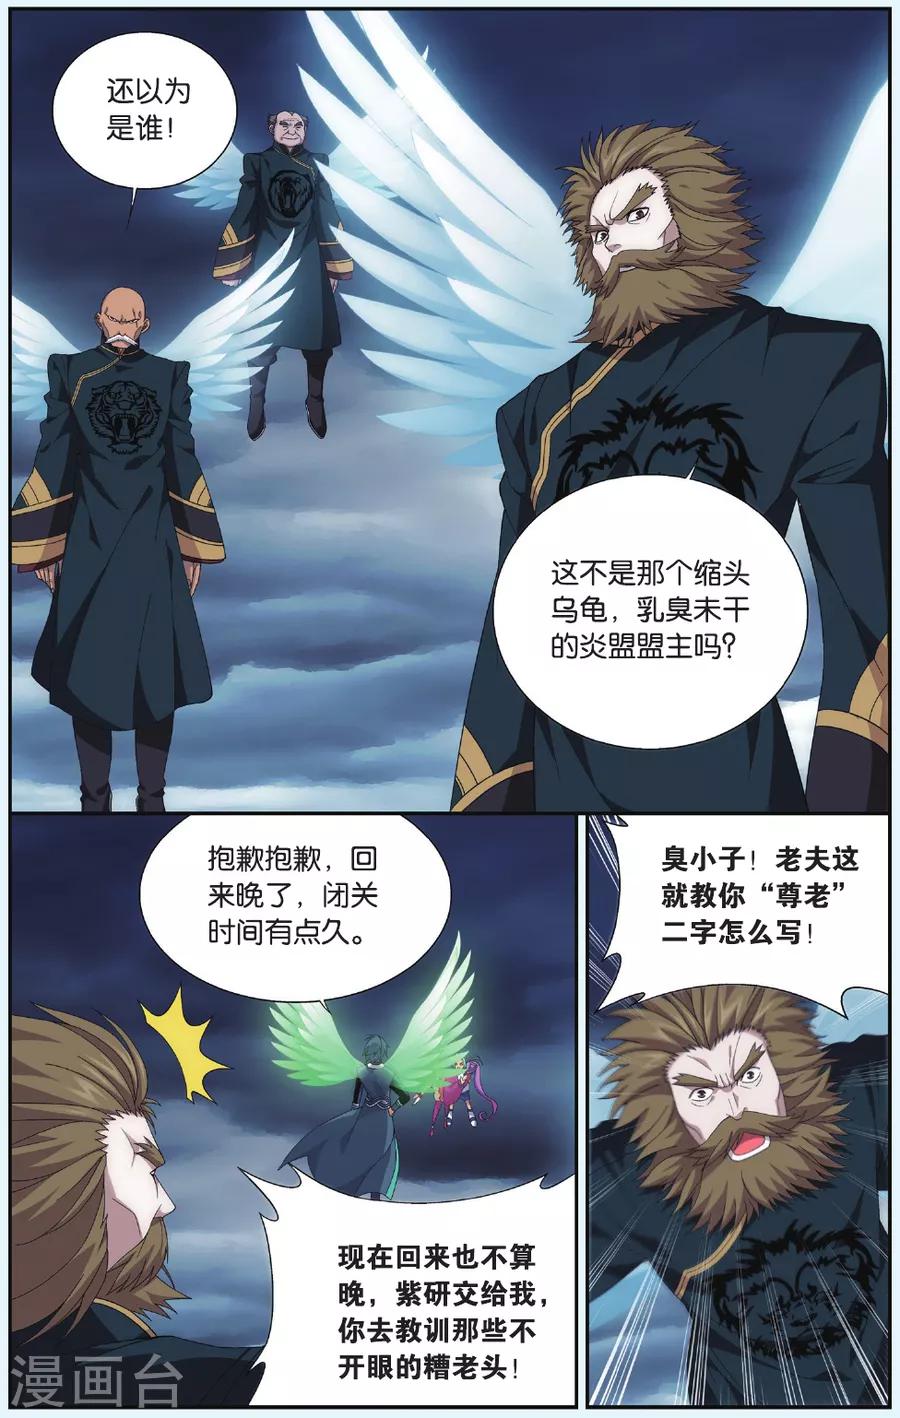 还以为
是谁！
这不是那个缩头
乌龟，乳臭未干
的炎盟盟主吗？
抱歉抱歉，回
来晚了，闭关
时间有点久。
臭小子！老夫这
就教你“尊老”
二字怎么写！
现在回来也不算
晚，紫研交给我，
你去教训那些不
开眼的糟老头！
漫画台